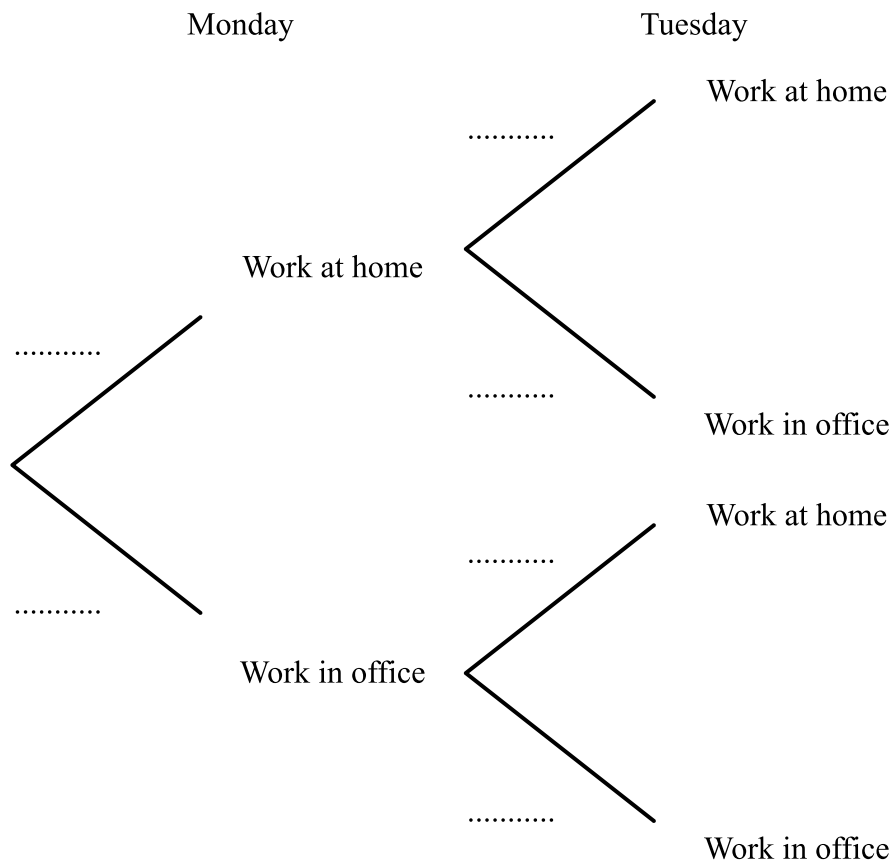 Monday
Tuesday
Work at home
...........
Work at home
...........
...........
Work in office
Work at home
...........
...........
Work in office
...........
Work in office